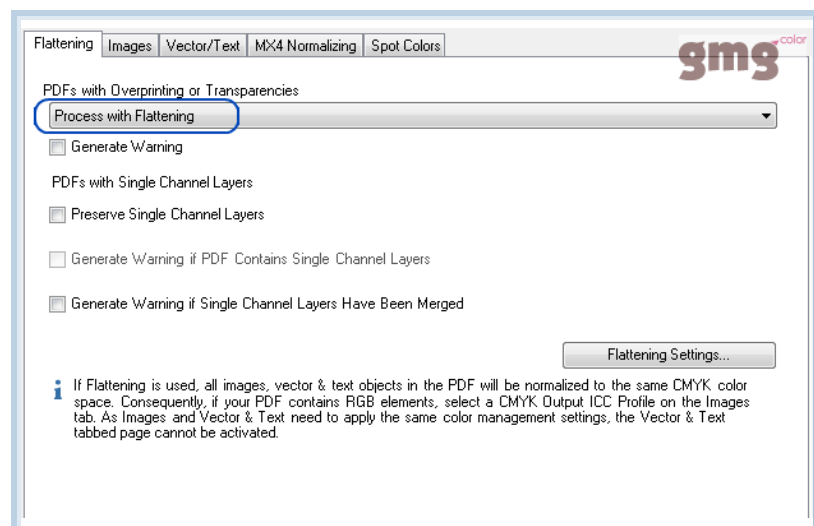 Flattening Images Vector/Text MX4 Normalizing Spot Colors
gmg color
PDFs with Overprinting or Transparencies
Process with Flattening
Generate Warning
PDFs with Single Channel Layers
Preserve Single Channel Layers
Generate Warning if PDF Contains Single Channel Layers
Generate Warning if Single Channel Layers Have Been Merged
Flattening Settings...
i If Flattening is used, all images, vector & text objects in the PDF will be normalized to the same CMYK color
space. Consequently, if your PDF contains RGB elements, select a CMYK Output ICC Profile on the Images
tab. As Images and Vector & Text need to apply the same color management settings, the Vector & Text
tabbed page cannot be activated.